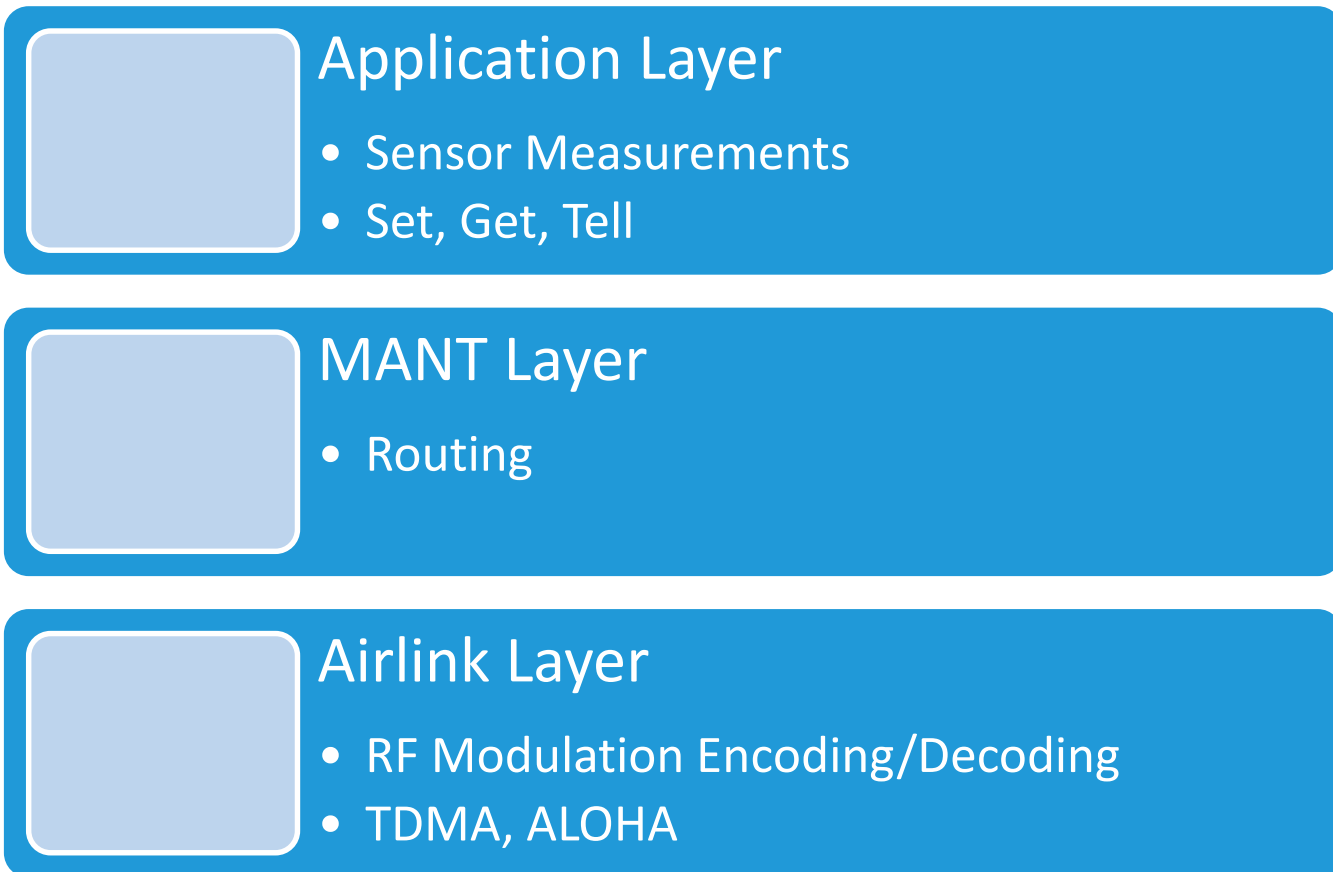 Application Layer
• Sensor Measurements
• Set, Get, Tell
MANT Layer
• Routing
Airlink Layer
• RF Modulation Encoding/Decoding
• TDMA, ALOHA